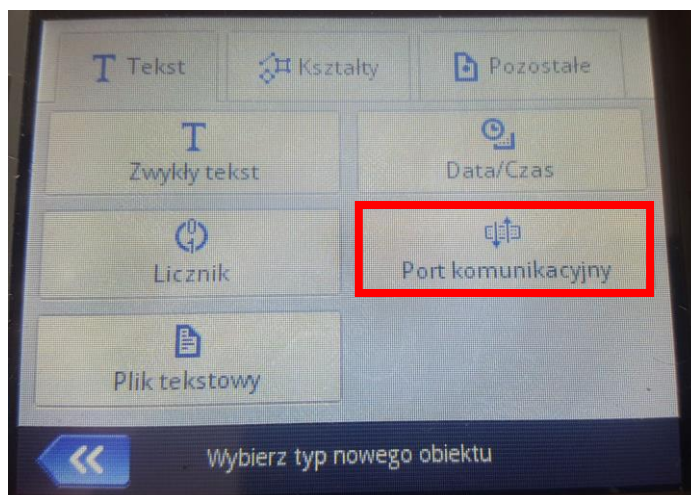 Tekst
Kształty
Pozostałe
Zwykły tekst
Data/Czas
Licznik
Port komunikacyjny
Plik tekstowy
Wybierz typ nowego obiektu